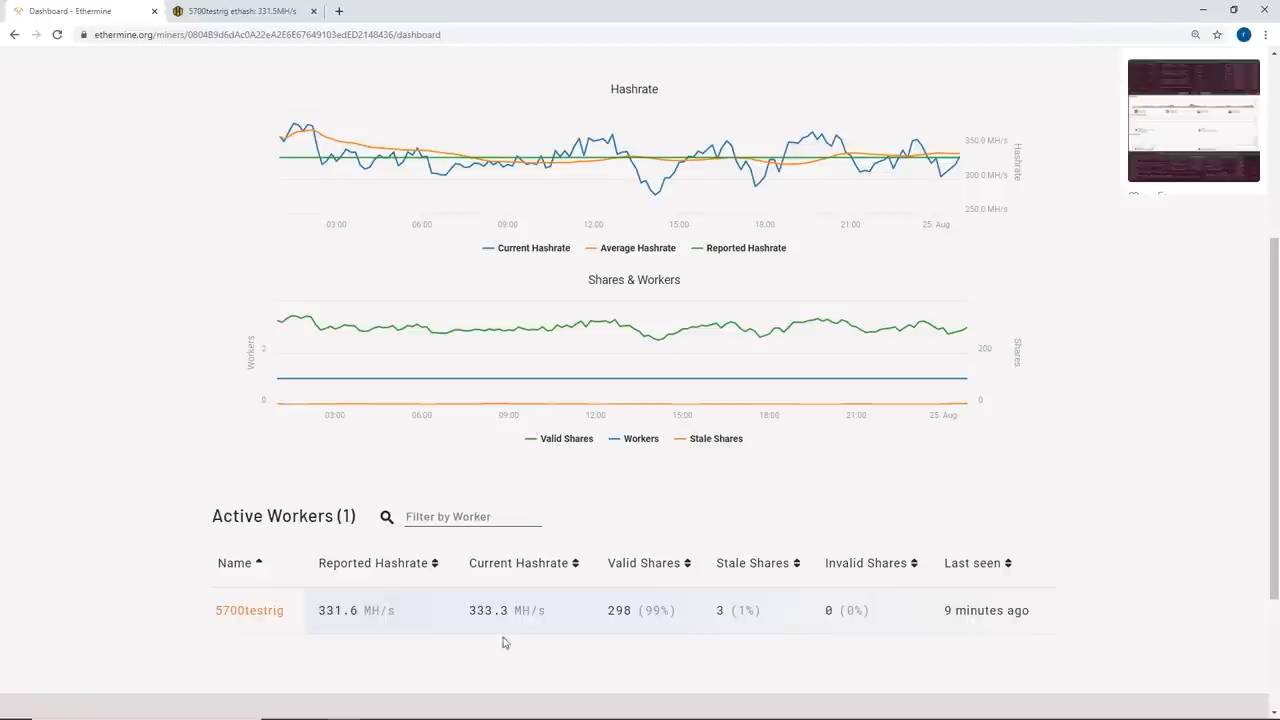 Dashboard - Ethermine
5700testrig ethash: 331.5MH/s
ethermine.org/miners/0804B9d6dAc0A22eA2E6E67649103edED2148436/dashboard
Hashrate
350.0 MH/s
300.0 MH/s
250.0 MH/s
Hashrate
03:00 06:00 09:00 12:00 15:00 18:00 21:00 25. Aug
Current Hashrate Average Hashrate Reported Hashrate
Shares & Workers
Workers
2
0
200
0
Shares
03:00 06:00 09:00 12:00 15:00 18:00 21:00 25. Aug
Valid Shares Workers Stale Shares
Active Workers (1) Filter by Worker
Name Reported Hashrate Current Hashrate Valid Shares Stale Shares Invalid Shares Last seen
5700testrig 331.6 MH/s 333.3 MH/s 298 (99%) 3 (1%) 0 (0%) 9 minutes ago